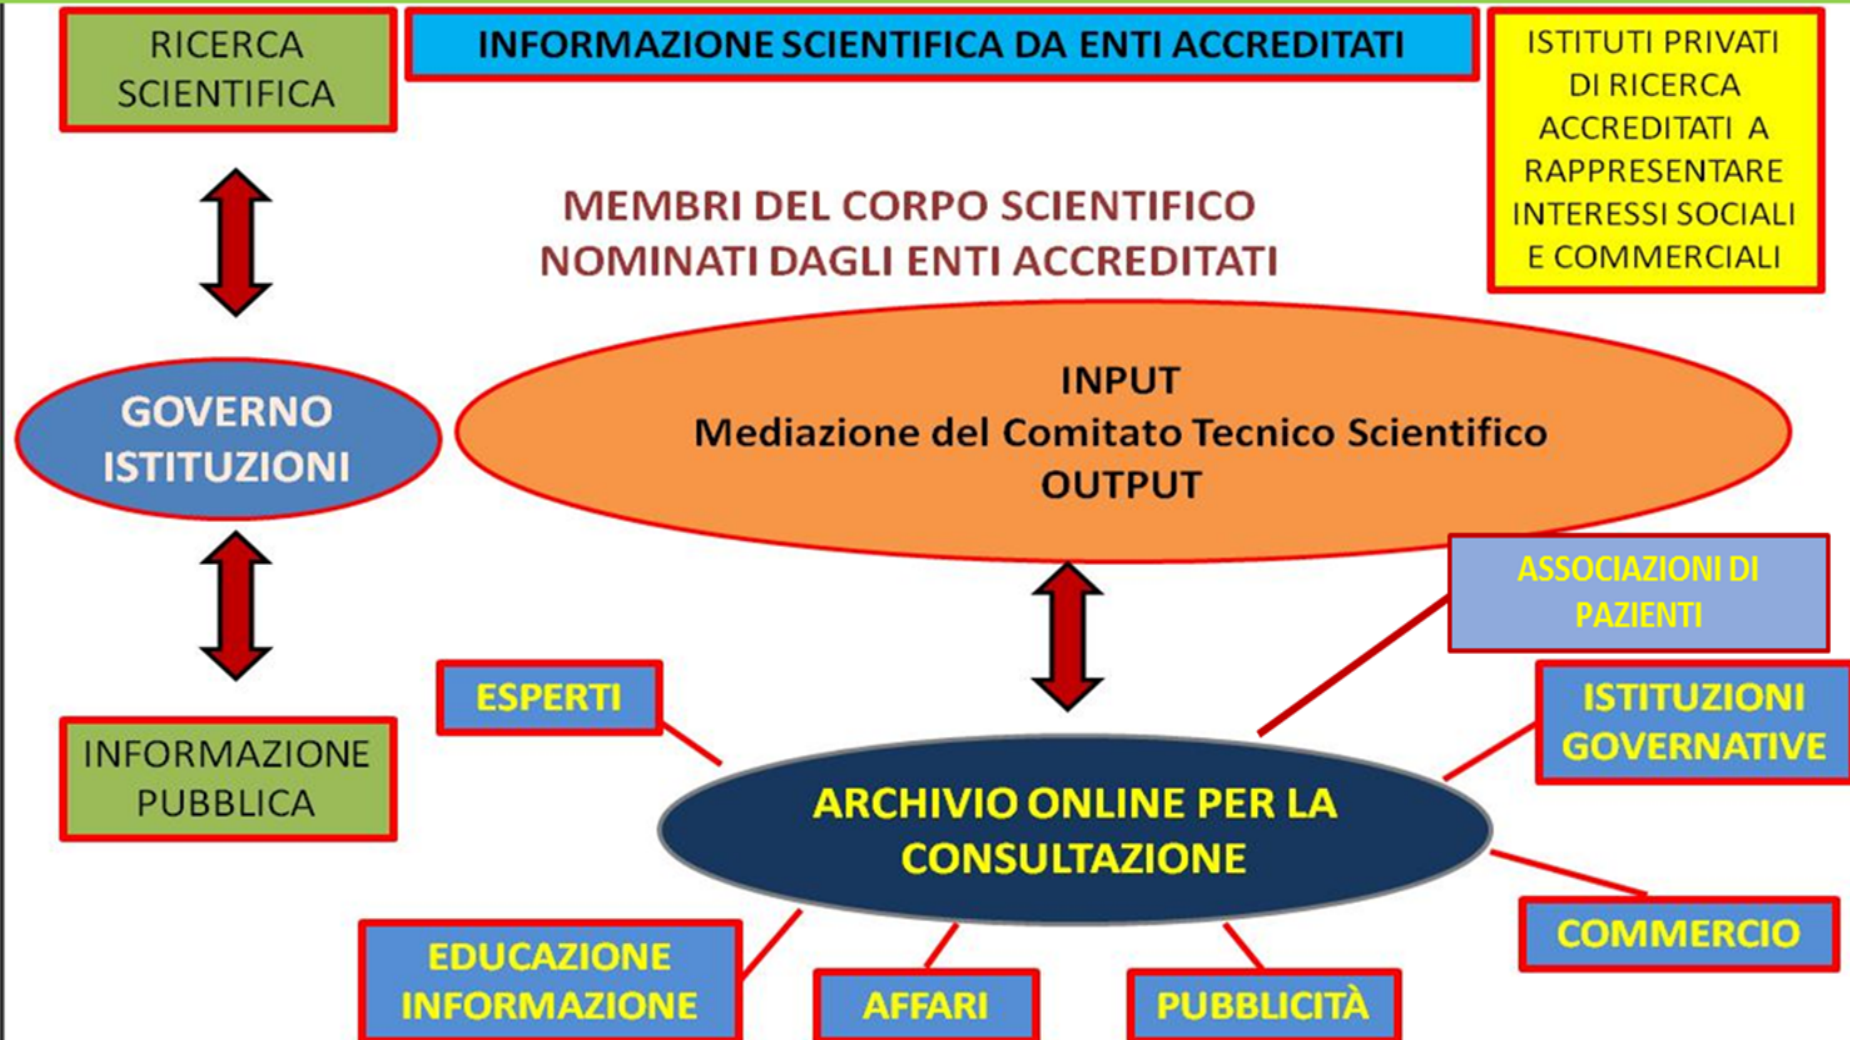 RICERCA
SCIENTIFICA
INFORMAZIONE SCIENTIFICA DA ENTI ACCREDITATI
ISTITUTI PRIVATI
DI RICERCA
ACCREDITATI A
RAPPRESENTARE
INTERESSI SOCIALI
E COMMERCIALI
MEMBRI DEL CORPO SCIENTIFICO
NOMINATI DAGLI ENTI ACCREDITATI
GOVERNO
ISTITUZIONI
INPUT
Mediazione del Comitato Tecnico Scientifico
OUTPUT
ASSOCIAZIONI DI
PAZIENTI
ESPERTI
ISTITUZIONI
GOVERNATIVE
INFORMAZIONE
PUBBLICA
ARCHIVIO ONLINE PER LA
CONSULTAZIONE
COMMERCIO
EDUCAZIONE
INFORMAZIONE
AFFARI
PUBBLICITÀ